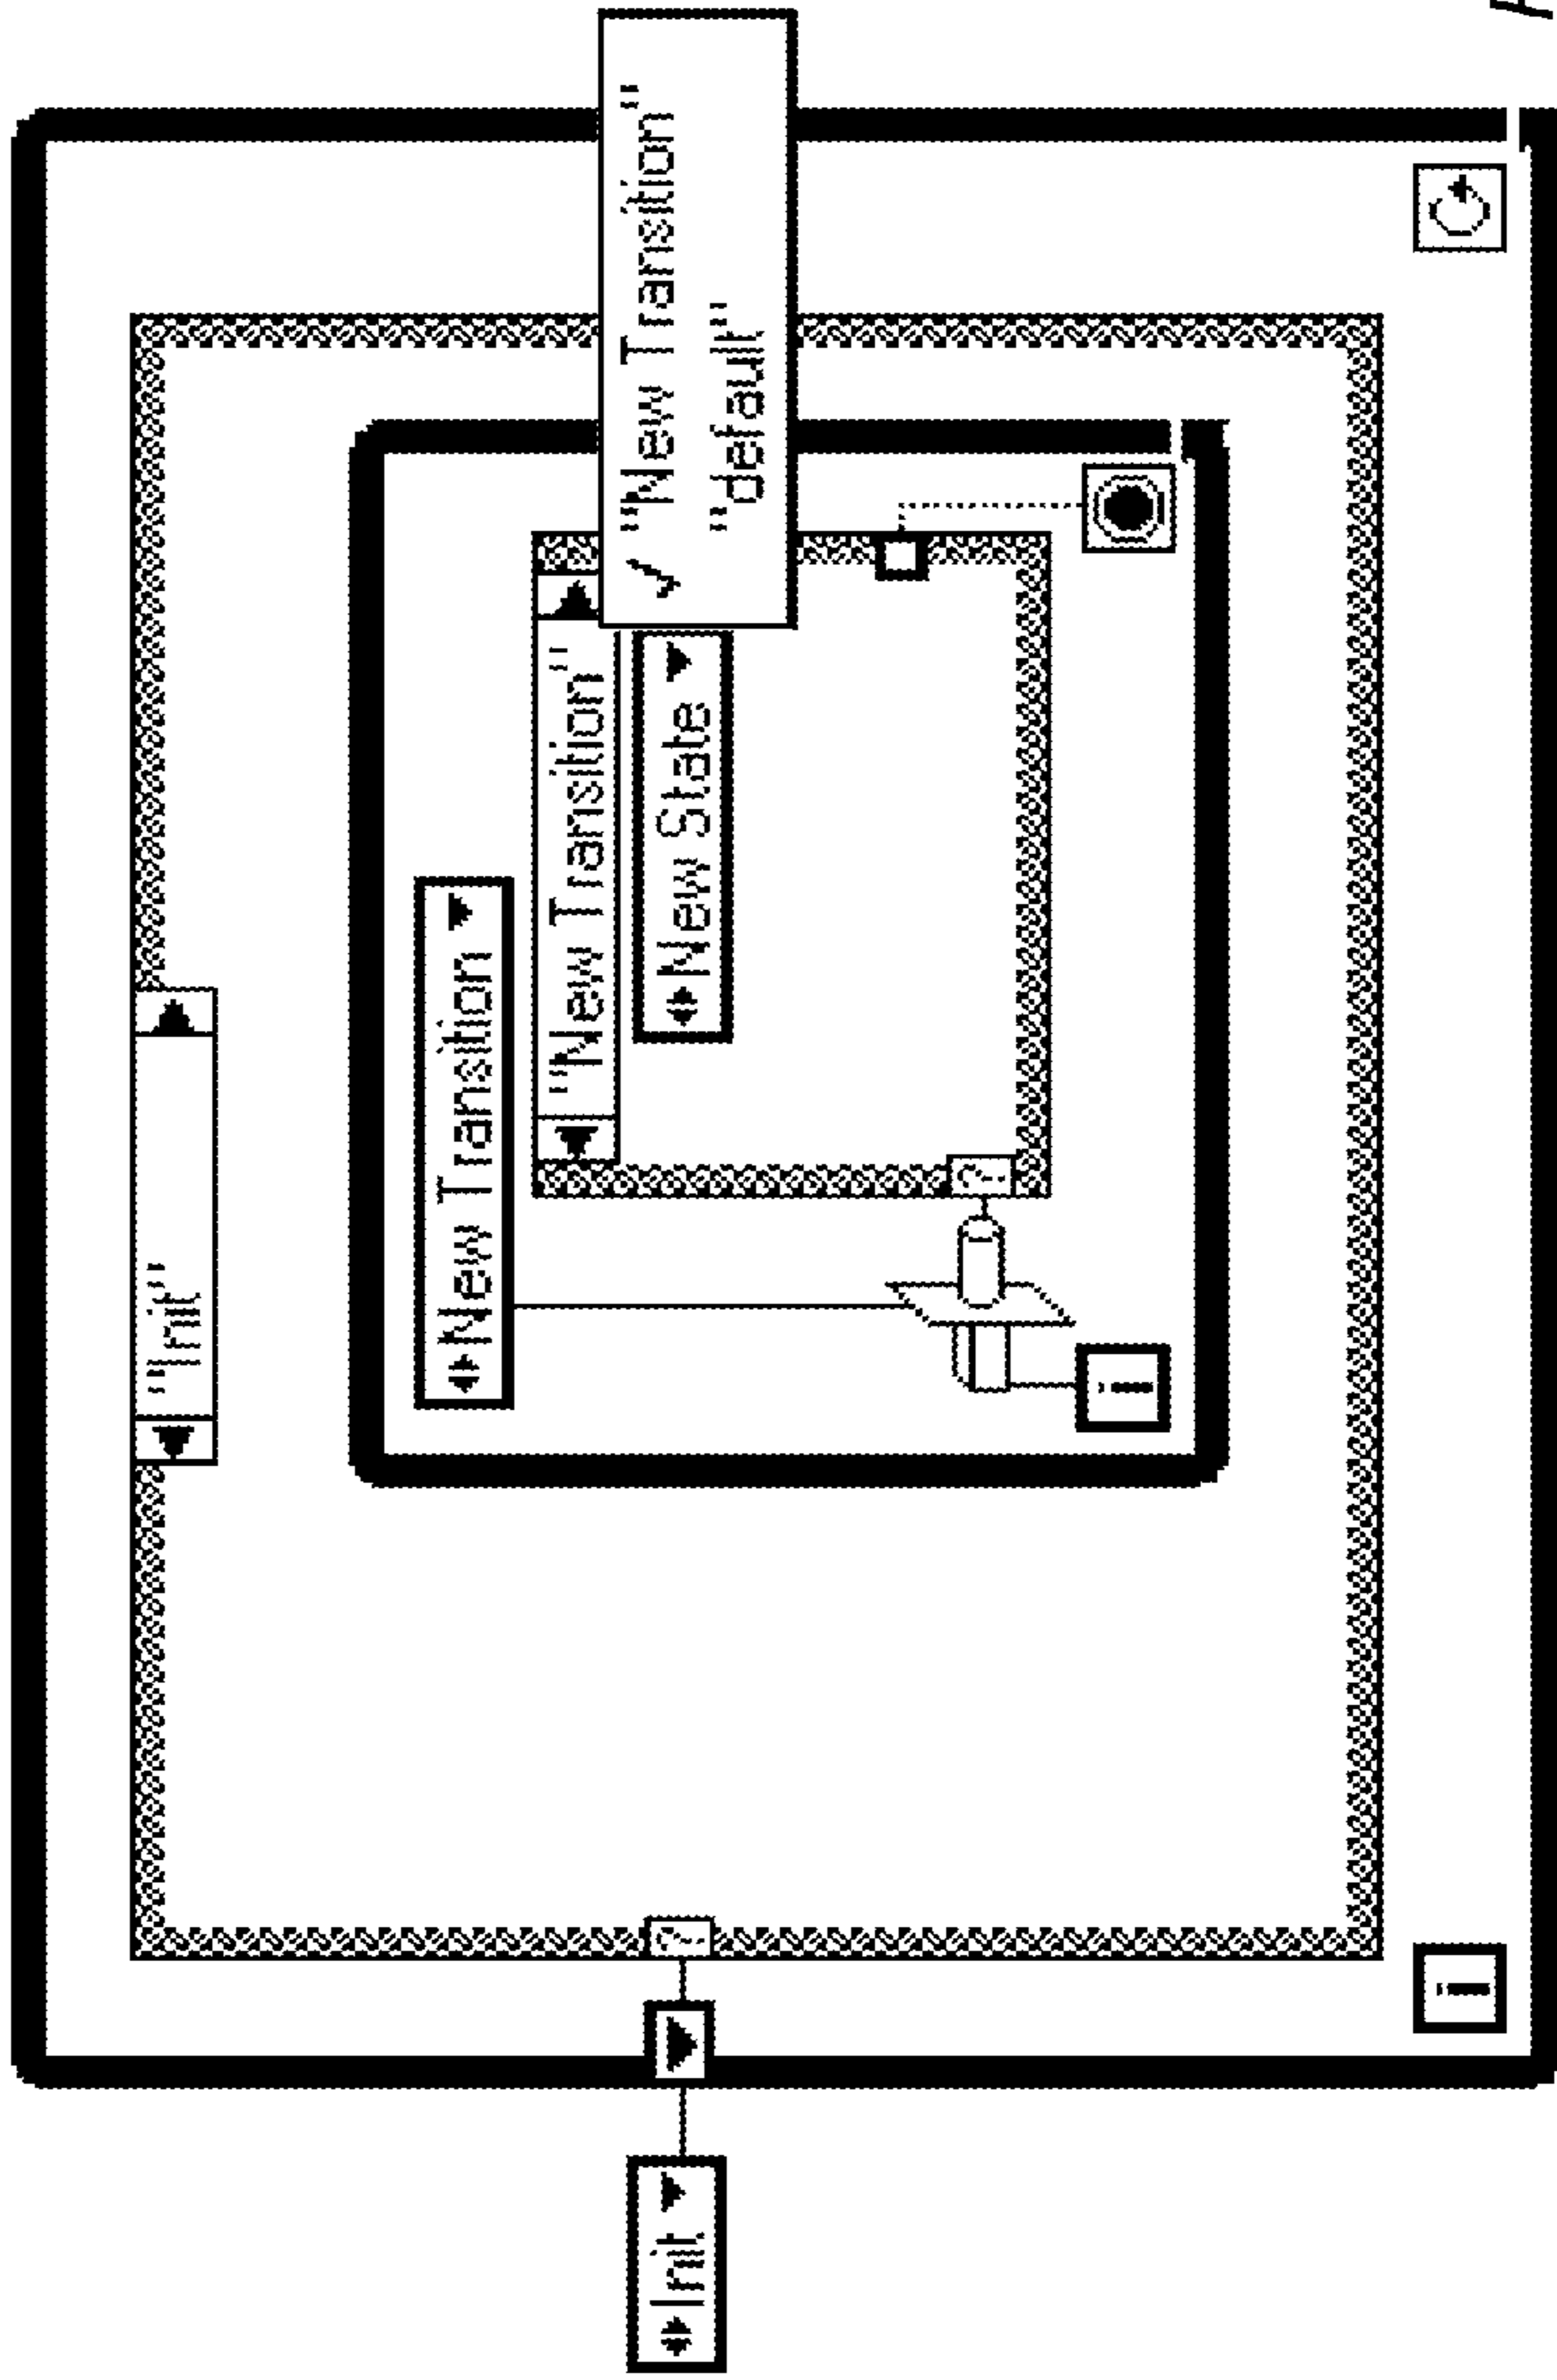 "Init"
New Transition
"New Transition"
√ "New Transition"
"default"
New State
?
?
i
i
Init